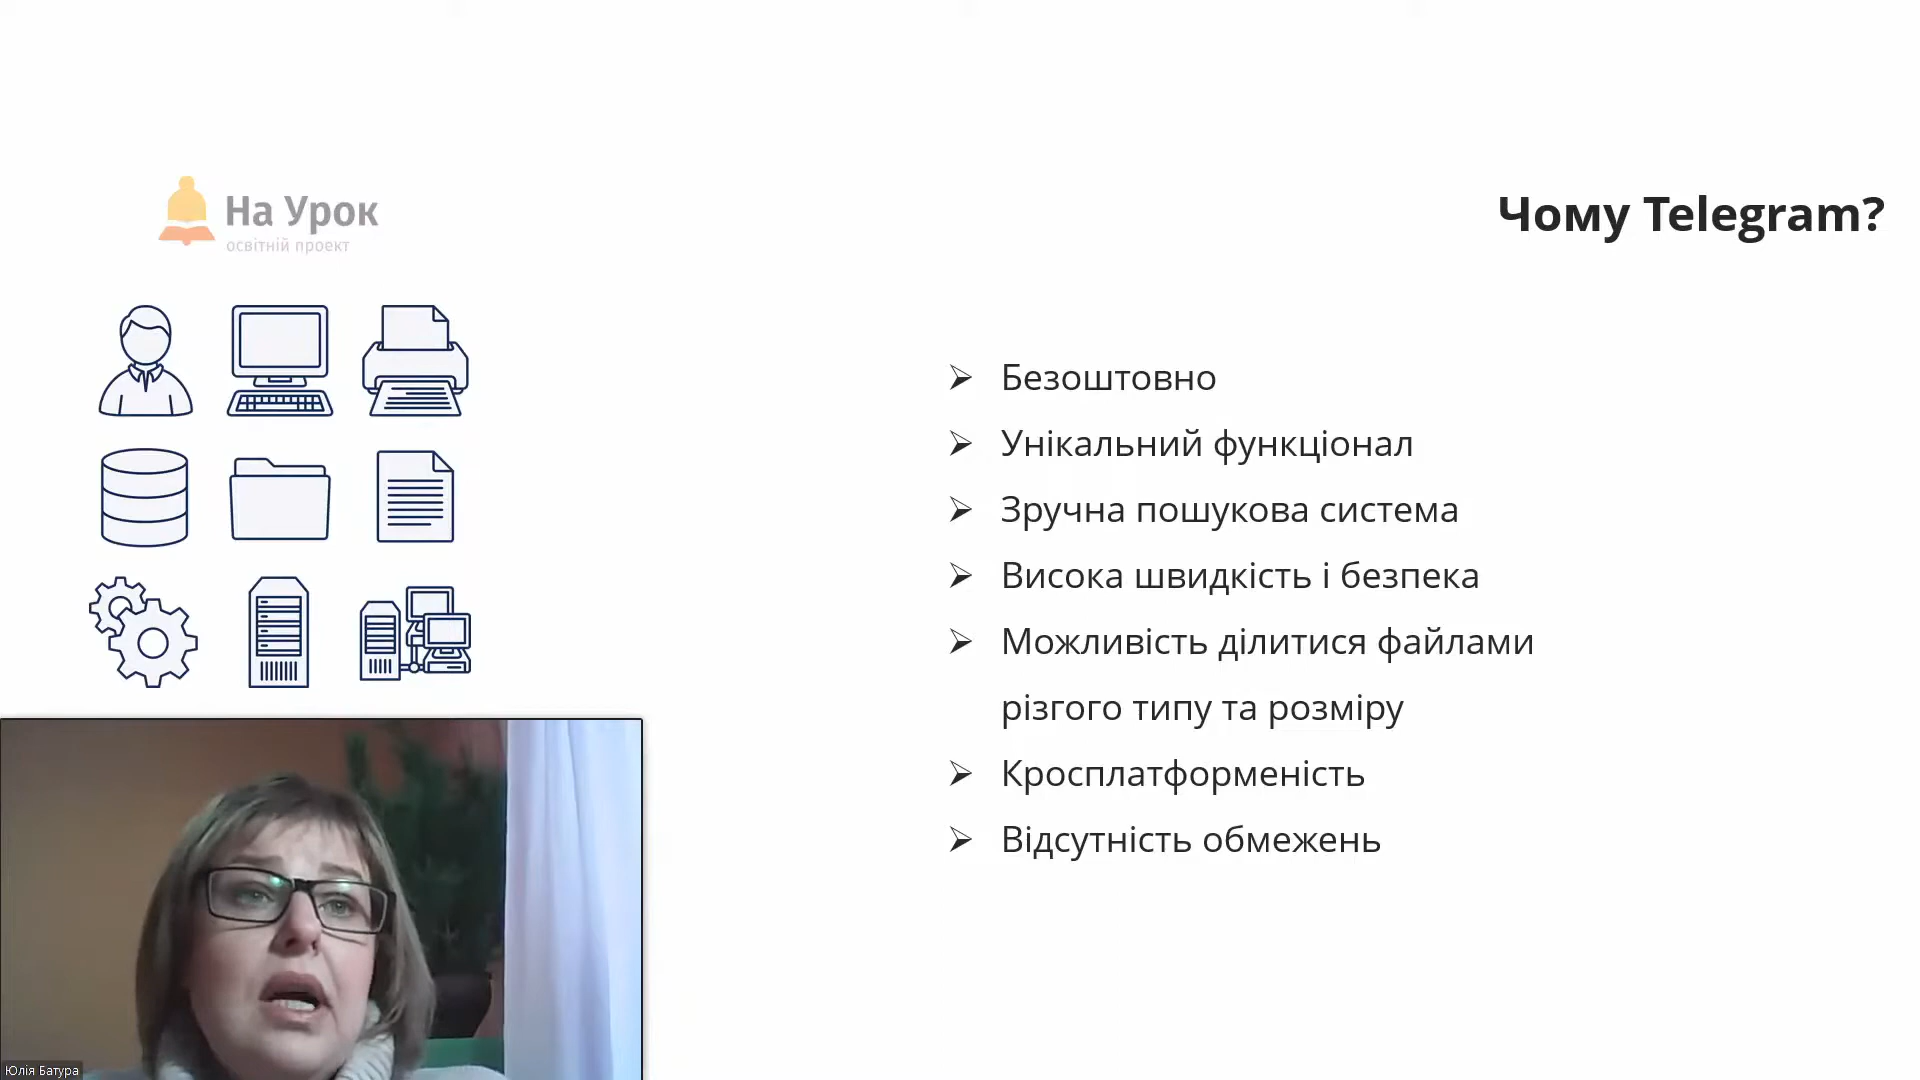 На Урок
освітній проект
Чому Telegram?
Безоштовно
Унікальний функціонал
Зручна пошукова система
Висока швидкість і безпека
Можливість ділитися файлами
різгого типу та розміру
Кросплатформеність
Відсутність обмежень
Юлія Батура